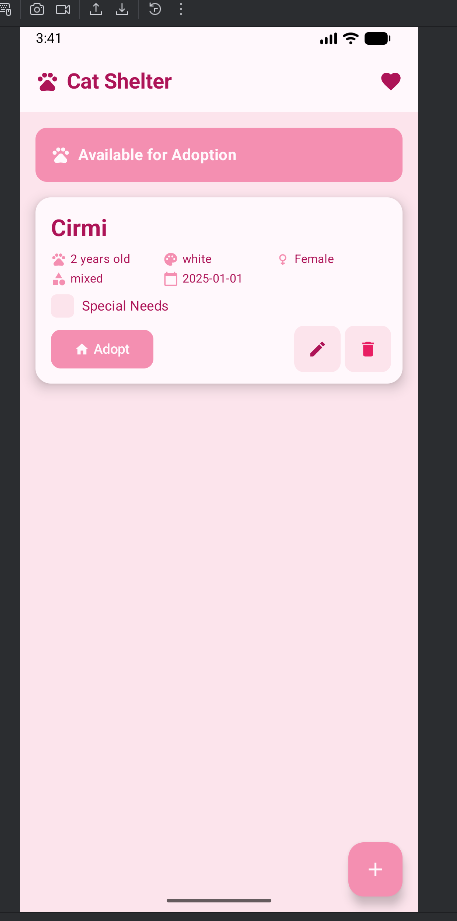 3:41
Cat Shelter
Available for Adoption
Cirmi
2 years old white Female
mixed 2025-01-01
Special Needs
Adopt
+